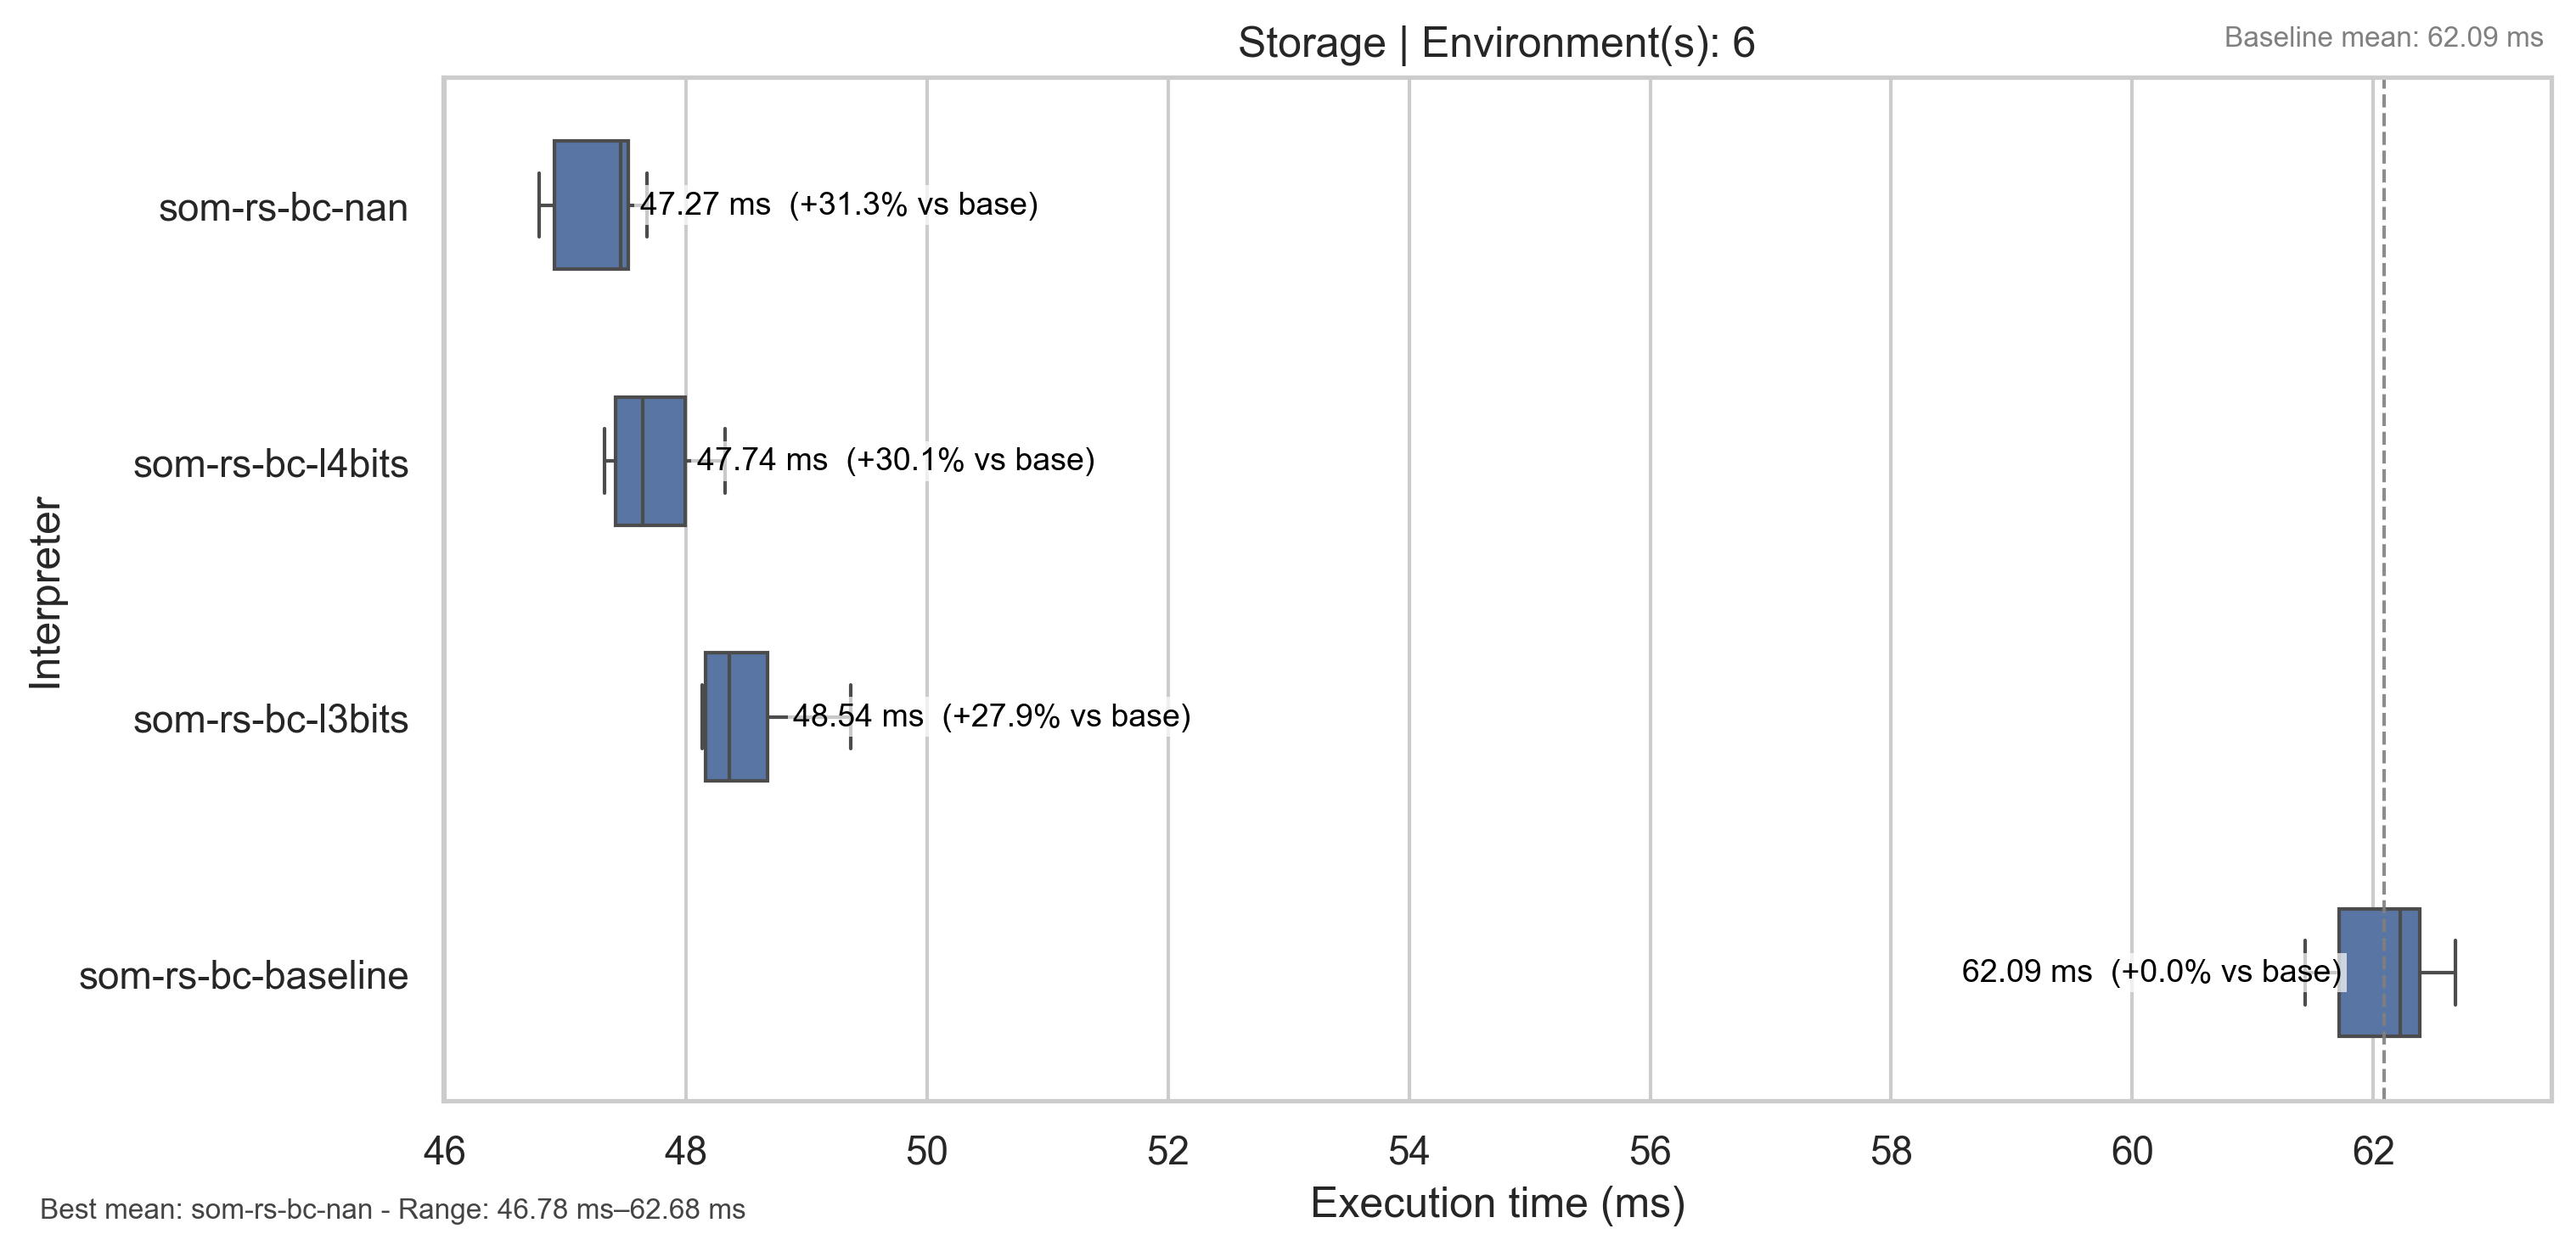 Storage | Environment(s): 6
Baseline mean: 62.09 ms
Interpreter
som-rs-bc-nan
47.27 ms  (+31.3% vs base)
som-rs-bc-l4bits
47.74 ms  (+30.1% vs base)
som-rs-bc-l3bits
48.54 ms  (+27.9% vs base)
som-rs-bc-baseline
62.09 ms  (+0.0% vs base)
46 48 50 52 54 56 58 60 62
Execution time (ms)
Best mean: som-rs-bc-nan - Range: 46.78 ms–62.68 ms